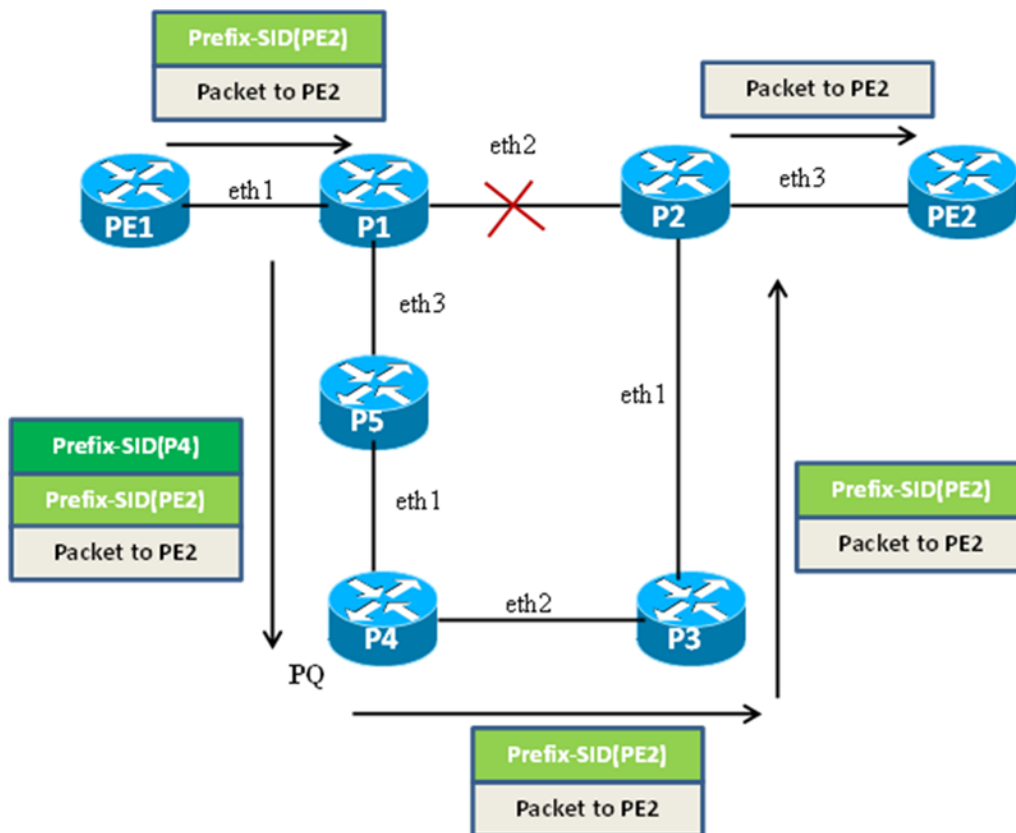 Prefix-SID(PE2)
Packet to PE2
Packet to PE2
eth2
eth1
eth3
PE1
P1
P2
PE2
eth3
P5
eth1
Prefix-SID(P4)
Prefix-SID(PE2)
Packet to PE2
eth1
Prefix-SID(PE2)
Packet to PE2
P4
eth2
P3
PQ
Prefix-SID(PE2)
Packet to PE2